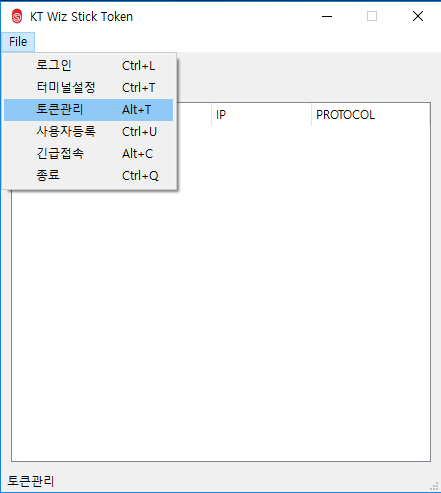 KT Wiz Stick Token
File
로그인 Ctrl+L
터미널설정 Ctrl+T
토큰관리 Alt+T
사용자등록 Ctrl+U
긴급접속 Alt+C
종료 Ctrl+Q
IP PROTOCOL
토큰관리